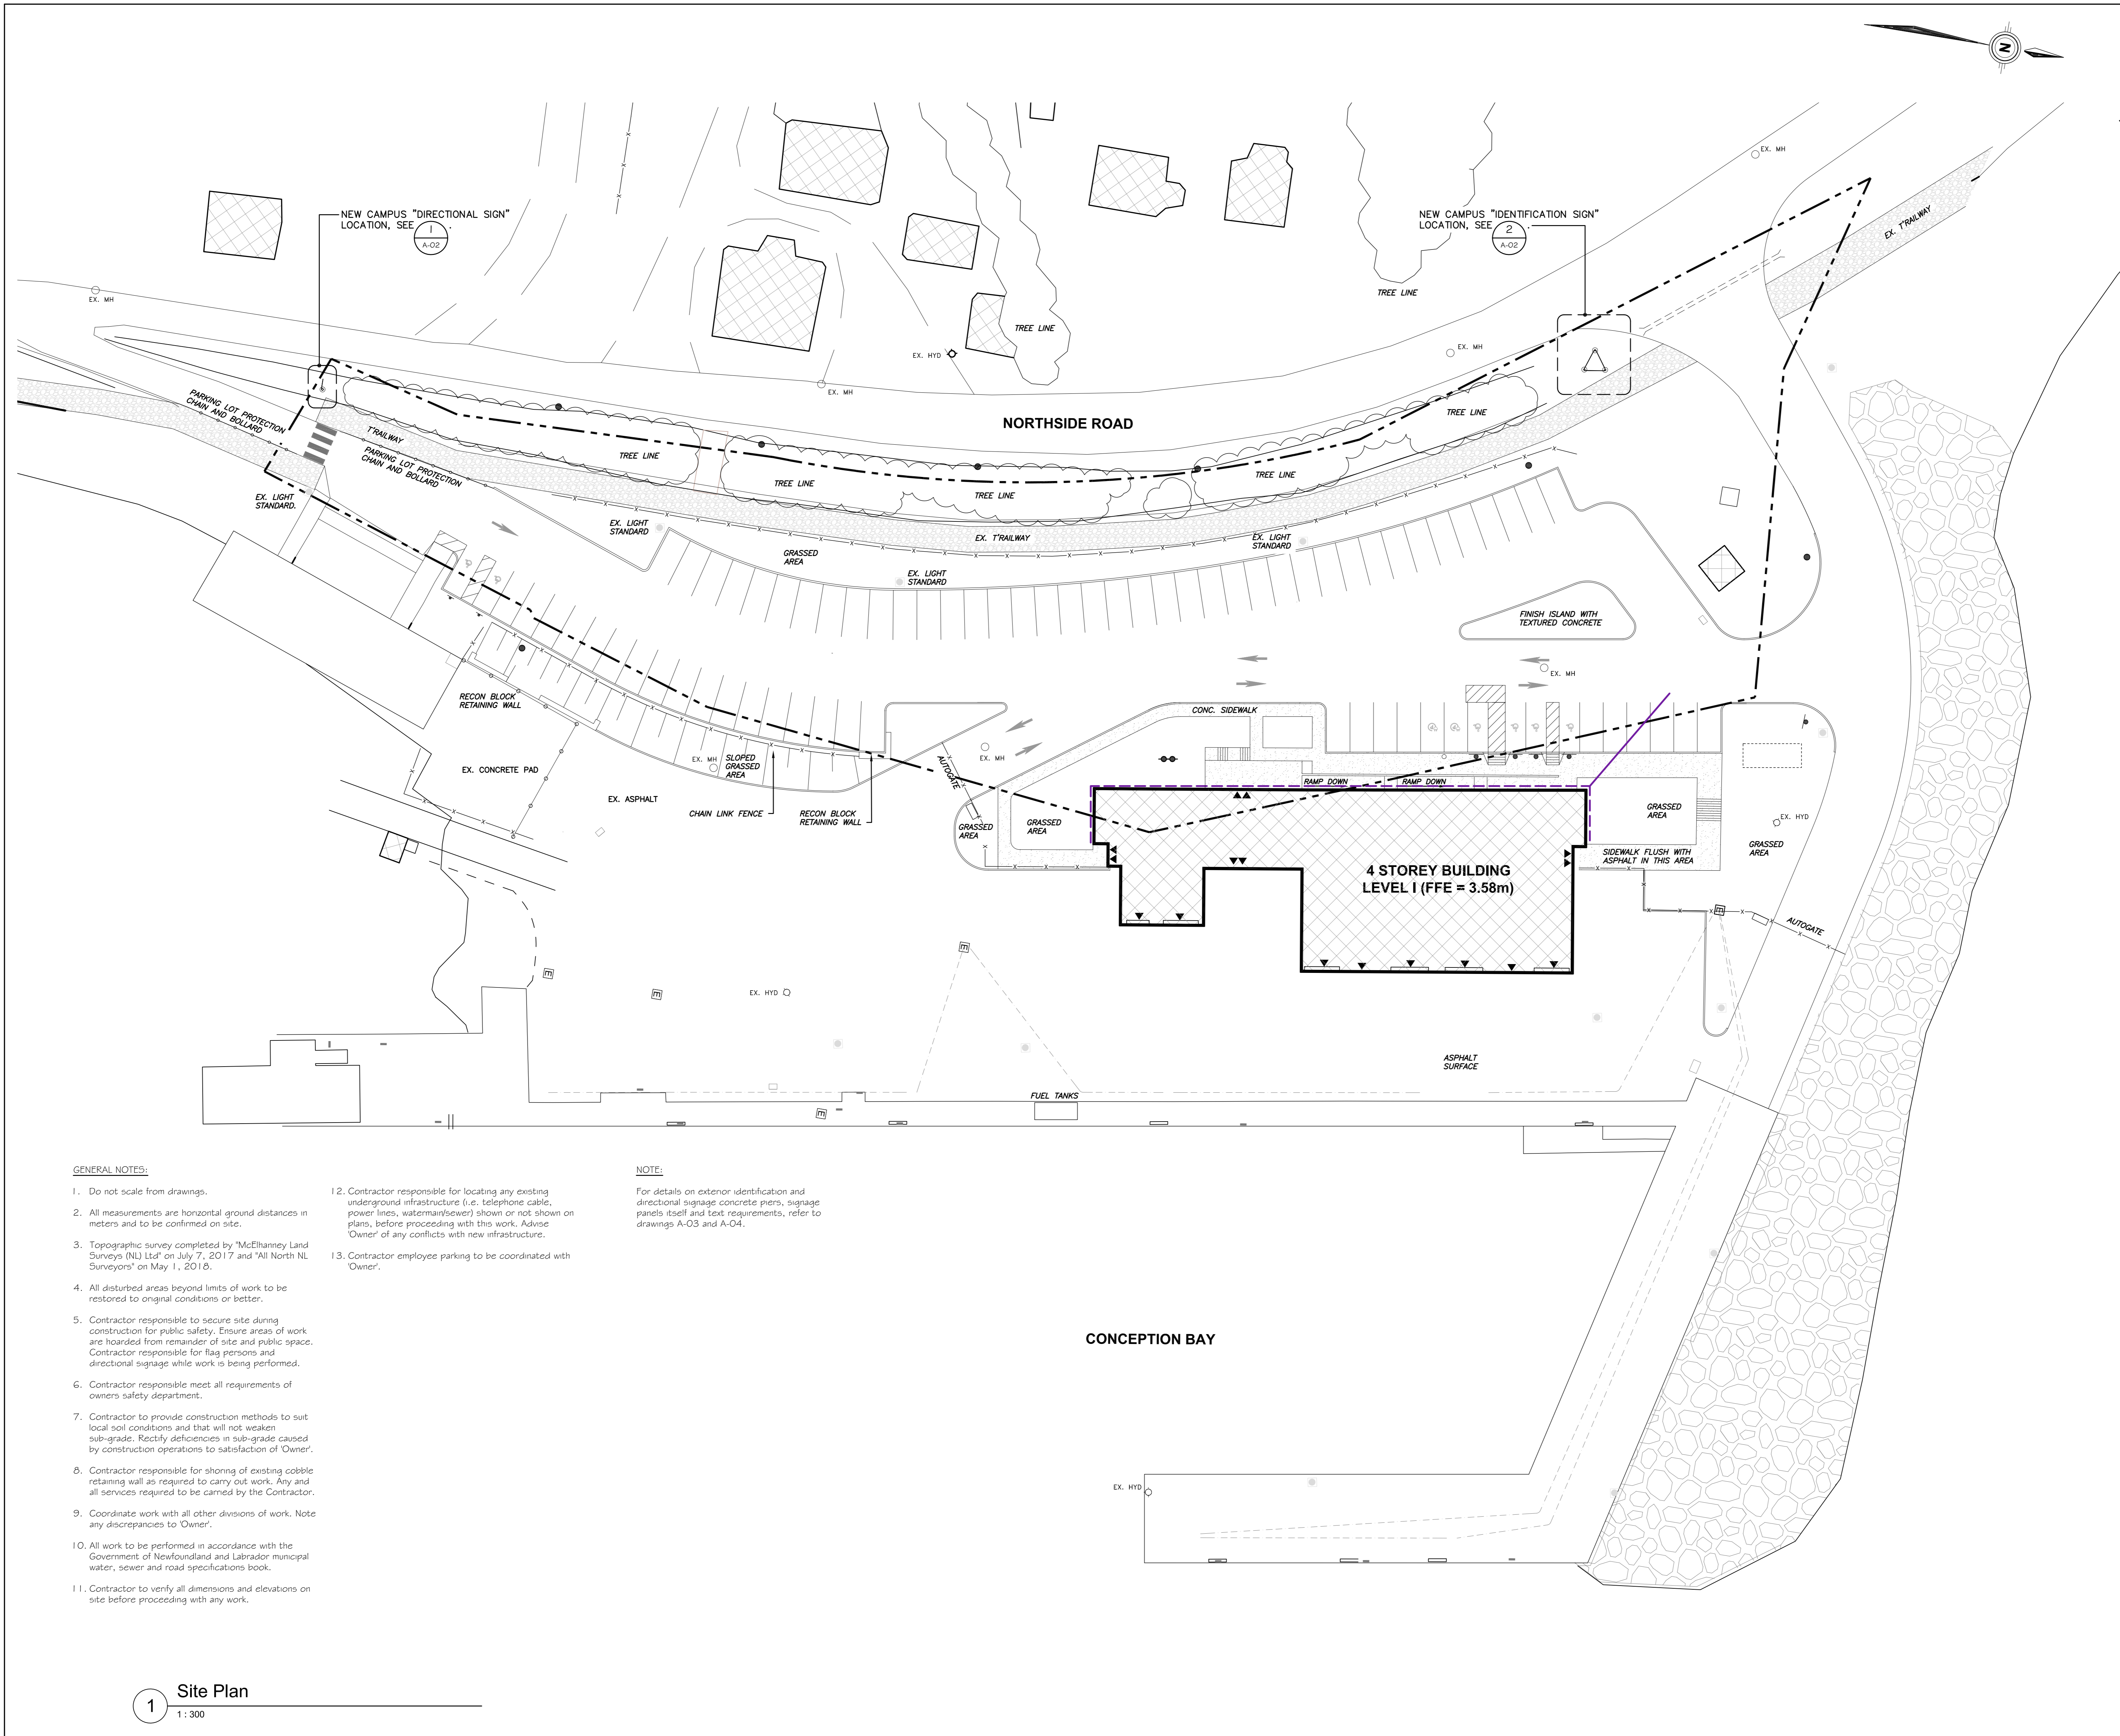 N
EX. MH
NEW CAMPUS "DIRECTIONAL SIGN"
LOCATION, SEE
1
A-02
.
NEW CAMPUS "IDENTIFICATION SIGN"
LOCATION, SEE
2
A-02
.
EX. T'RAILWAY
EX. MH
TREE LINE
TREE LINE
EX. HYD
EX. MH
EX. MH
NORTHSIDE ROAD
PARKING LOT PROTECTION
CHAIN AND BOLLARD
T'RAILWAY
PARKING LOT PROTECTION
CHAIN AND BOLLARD
TREE LINE
TREE LINE
TREE LINE
TREE LINE
TREE LINE
EX. LIGHT
STANDARD.
EX. LIGHT
STANDARD
GRASSED
AREA
EX. T'RAILWAY
EX. LIGHT
STANDARD
EX. LIGHT
STANDARD
FINISH ISLAND WITH
TEXTURED CONCRETE
EX. MH
RECON BLOCK
RETAINING WALL
CONC. SIDEWALK
EX. MH
SLOPED
GRASSED
AREA
EX. CONCRETE PAD
EX. ASPHALT
CHAIN LINK FENCE
RECON BLOCK
RETAINING WALL
EX. MH
AUTOGATE
GRASSED
AREA
GRASSED
AREA
RAMP DOWN
RAMP DOWN
GRASSED
AREA
EX. HYD
GRASSED
AREA
SIDEWALK FLUSH WITH
ASPHALT IN THIS AREA
4 STOREY BUILDING
LEVEL I (FFE = 3.58m)
AUTOGATE
EX. HYD
ASPHALT
SURFACE
FUEL TANKS
CONCEPTION BAY
EX. HYD
GENERAL NOTES:
1. Do not scale from drawings.
2. All measurements are horizontal ground distances in
meters and to be confirmed on site.
3. Topographic survey completed by "McElhanney Land
Surveys (NL) Ltd" on July 7, 2017 and "All North NL
Surveyors" on May 1, 2018.
4. All disturbed areas beyond limits of work to be
restored to original conditions or better.
5. Contractor responsible to secure site during
construction for public safety. Ensure areas of work
are hoarded from remainder of site and public space.
Contractor responsible for flag persons and
directional signage while work is being performed.
6. Contractor responsible meet all requirements of
owners safety department.
7. Contractor to provide construction methods to suit
local soil conditions and that will not weaken
sub-grade. Rectify deficiencies in sub-grade caused
by construction operations to satisfaction of 'Owner'.
8. Contractor responsible for shoring of existing cobble
retaining wall as required to carry out work. Any and
all services required to be carried by the Contractor.
9. Coordinate work with all other divisions of work. Note
any discrepancies to 'Owner'.
10. All work to be performed in accordance with the
Government of Newfoundland and Labrador municipal
water, sewer and road specifications book.
11. Contractor to verify all dimensions and elevations on
site before proceeding with any work.
12. Contractor responsible for locating any existing
underground infrastructure (i.e. telephone cable,
power lines, watermain/sewer) shown or not shown on
plans, before proceeding with this work. Advise
'Owner' of any conflicts with new infrastructure.
13. Contractor employee parking to be coordinated with
'Owner'.
NOTE:
For details on exterior identification and
directional signage concrete piers, signage
panels itself and text requirements, refer to
drawings A-03 and A-04.
1
Site Plan
1 : 300